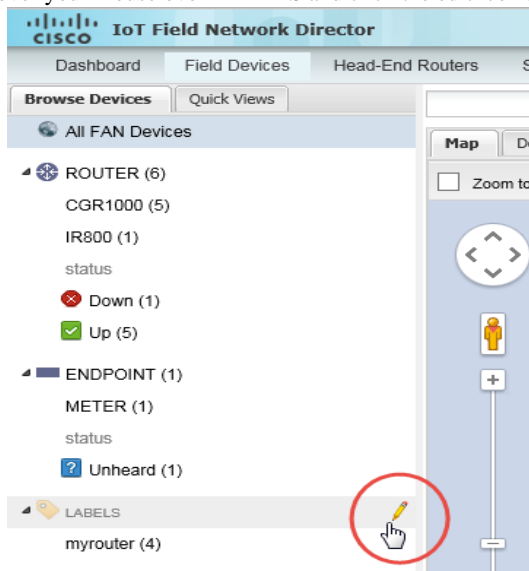 CISCO IoT Field Network Director
Dashboard Field Devices Head-End Routers S
Browse Devices Quick Views
All FAN Devices
Map D
ROUTER (6)
Zoom to
CGR1000 (5)
IR800 (1)
status
Down (1)
Up (5)
ENDPOINT (1)
METER (1)
status
Unheard (1)
LABELS
myrouter (4)